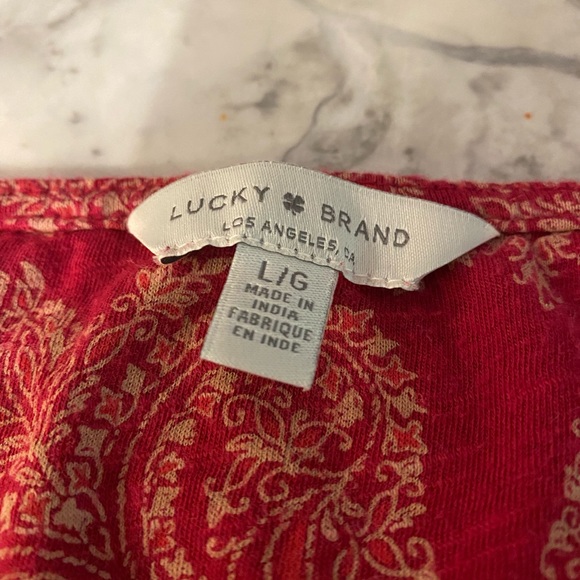 LUCKY BRAND
LOS ANGELES, CA
L/G
MADE IN
INDIA
FABRIQUE
EN INDE